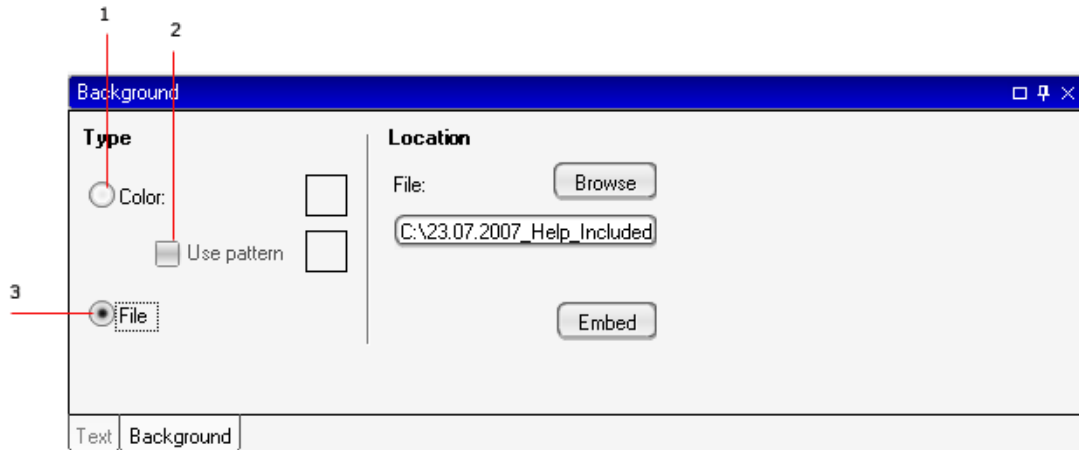 1
2
Background
Type
Location
Color:
File:
Browse
C:\23.07.2007_Help_Included
Use pattern
3
File
Embed
Text
Background